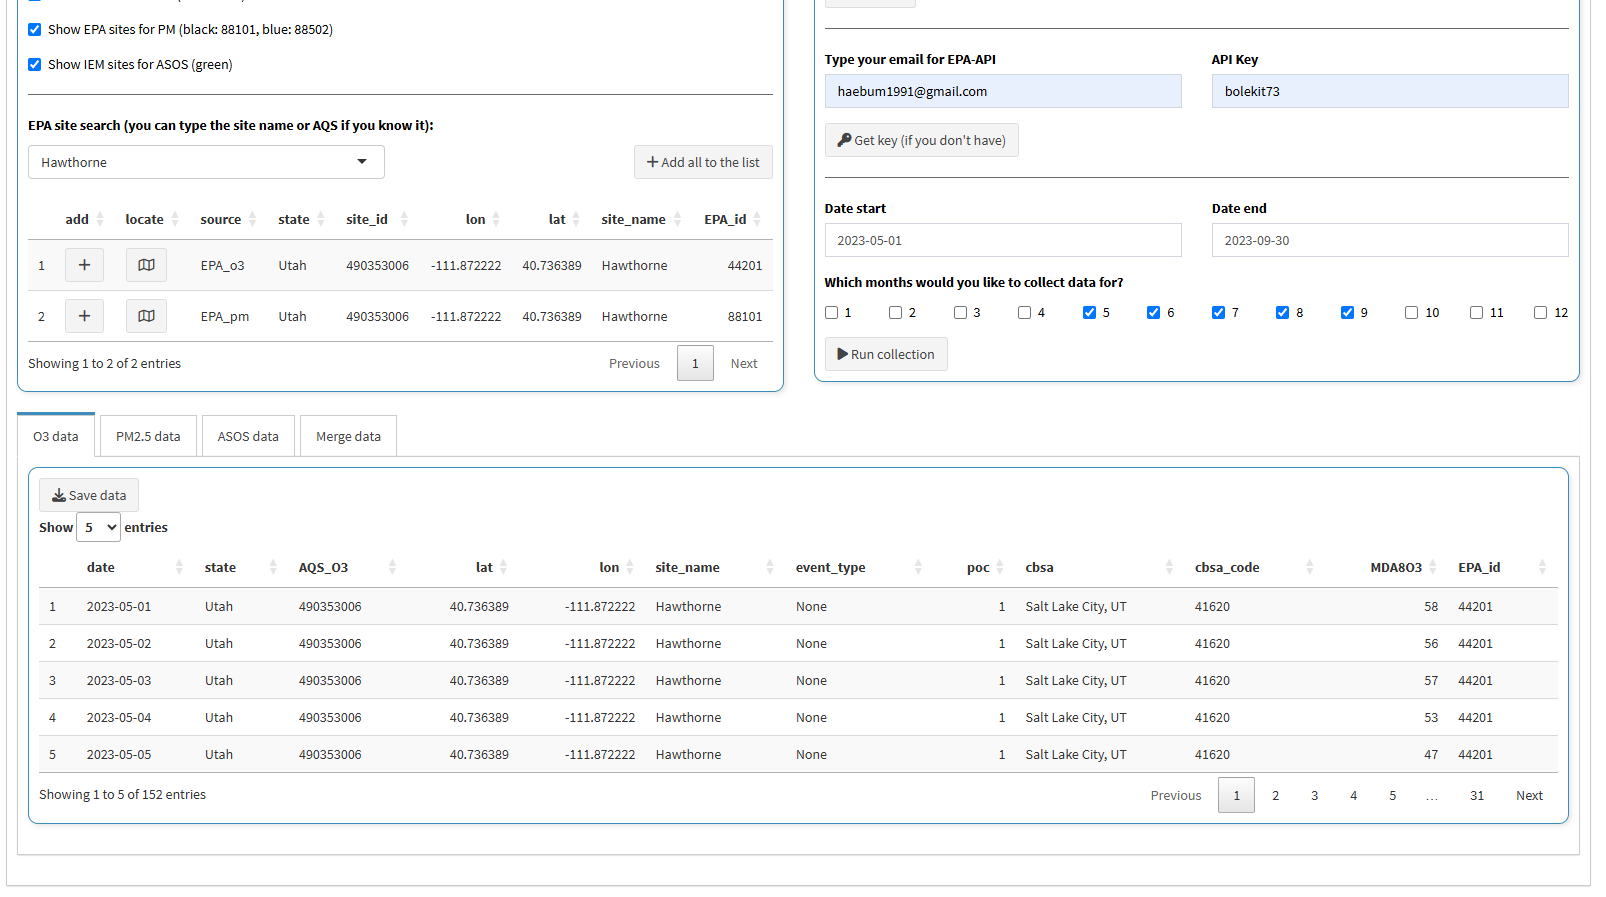 Show EPA sites for PM (black: 88101, blue: 88502)
Show IEM sites for ASOS (green)
EPA site search (you can type the site name or AQS if you know it):
Hawthorne
Add all to the list
add locate source state site_id lon lat site_name EPA_id
1 EPA_o3 Utah 490353006 -111.872222 40.736389 Hawthorne 44201
2 EPA_pm Utah 490353006 -111.872222 40.736389 Hawthorne 88101
Showing 1 to 2 of 2 entries
Previous 1 Next
Type your email for EPA-API
API Key
haebum1991@gmail.com
bolekit73
Get key (if you don't have)
Date start
Date end
2023-05-01
2023-09-30
Which months would you like to collect data for?
1 2 3 4 5 6 7 8 9 10 11 12
Run collection
O3 data
PM2.5 data
ASOS data
Merge data
Save data
Show 5 entries
date state AQS_O3 lat lon site_name event_type poc cbsa cbsa_code MDA8O3 EPA_id
1 2023-05-01 Utah 490353006 40.736389 -111.872222 Hawthorne None 1 Salt Lake City, UT 41620 58 44201
2 2023-05-02 Utah 490353006 40.736389 -111.872222 Hawthorne None 1 Salt Lake City, UT 41620 56 44201
3 2023-05-03 Utah 490353006 40.736389 -111.872222 Hawthorne None 1 Salt Lake City, UT 41620 57 44201
4 2023-05-04 Utah 490353006 40.736389 -111.872222 Hawthorne None 1 Salt Lake City, UT 41620 53 44201
5 2023-05-05 Utah 490353006 40.736389 -111.872222 Hawthorne None 1 Salt Lake City, UT 41620 47 44201
Showing 1 to 5 of 152 entries
Previous 1 2 3 4 5 … 31 Next